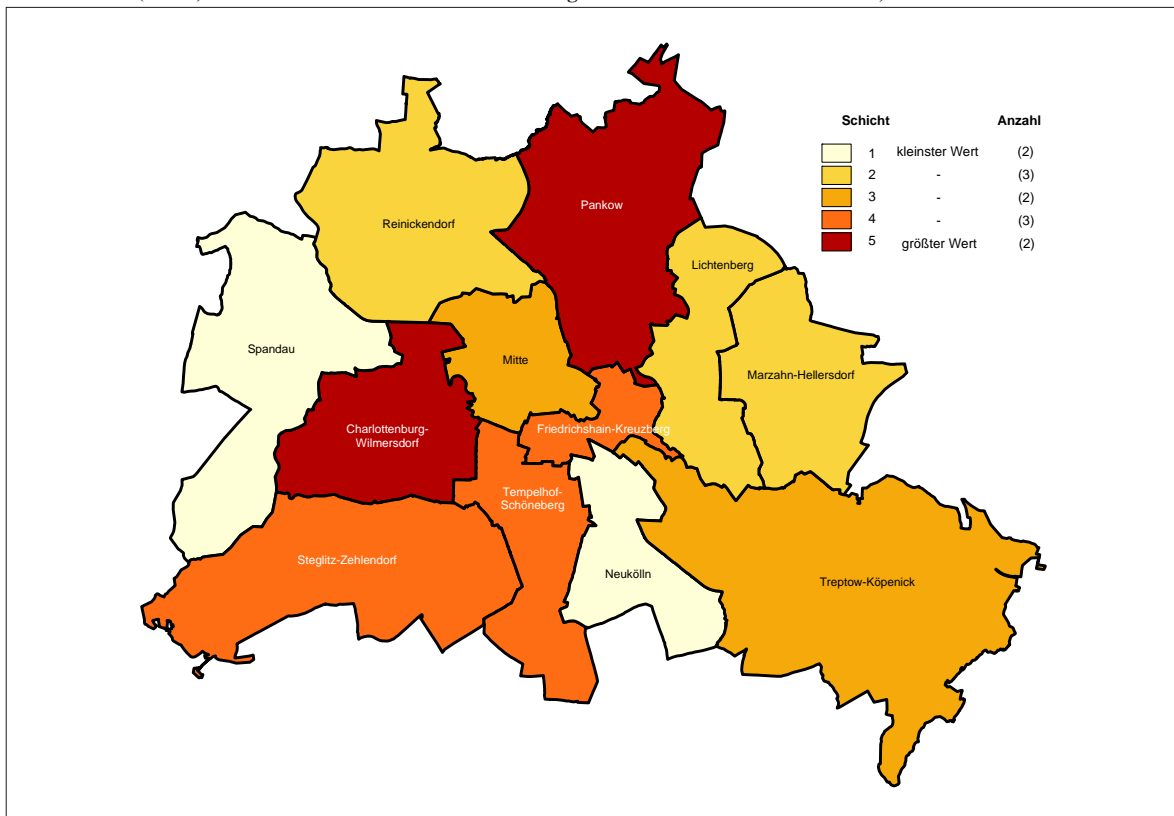 Schicht Anzahl
1 kleinster Wert (2)
2 - (3)
3 - (2)
4 - (3)
5 größter Wert (2)
Pankow
Reinickendorf
Lichtenberg
Spandau
Mitte
Marzahn-Hellersdorf
Charlottenburg-
Wilmersdorf
Friedrichshain-Kreuzberg
Tempelhof-
Schöneberg
Steglitz-Zehlendorf
Neukölln
Treptow-Köpenick